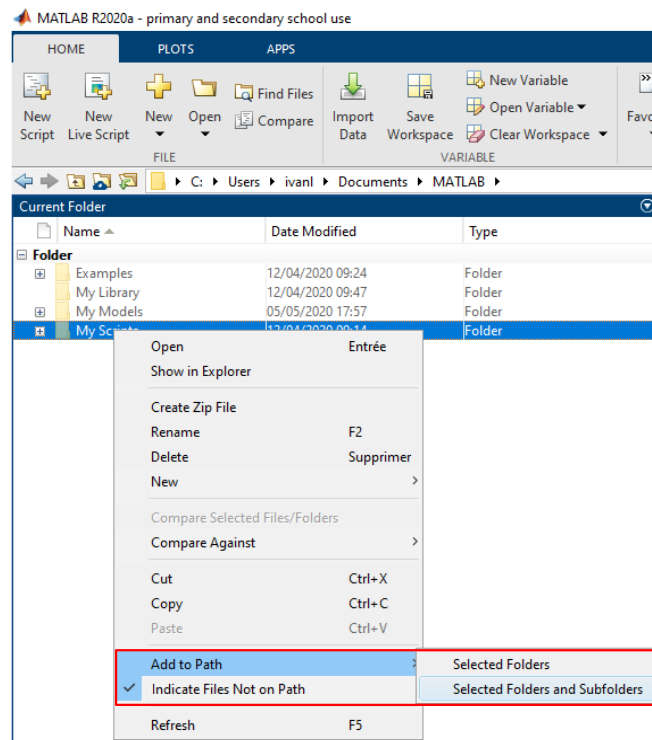 MATLAB R2020a - primary and secondary school use
HOME PLOTS APPS
New Script
New Live Script
New
Open
Find Files
Compare
Import Data
Save Workspace
New Variable
Open Variable
Clear Workspace
FILE VARIABLE
C: Users ivanl Documents MATLAB
Current Folder
Name Date Modified Type
Folder
Examples 12/04/2020 09:24 Folder
My Library 12/04/2020 09:47 Folder
My Models 05/05/2020 17:57 Folder
My Scripts 12/04/2020 09:14 Folder
Open Entrée
Show in Explorer
Create Zip File
Rename F2
Delete Supprimer
New
Compare Selected Files/Folders
Compare Against
Cut Ctrl+X
Copy Ctrl+C
Paste Ctrl+V
Add to Path Selected Folders
Indicate Files Not on Path Selected Folders and Subfolders
Refresh F5